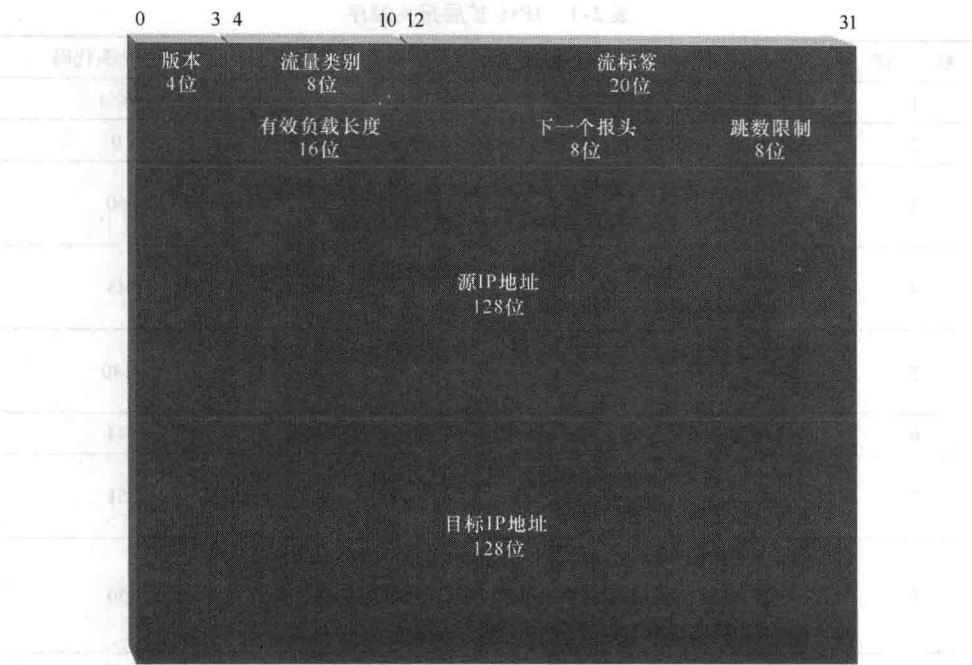 0 3 4 10 12 31
版本 流量类别 流标签
4位 8位 20位
有效负载长度 下一个报头 跳数限制
16位 8位 8位
源IP地址
128位
目标IP地址
128位